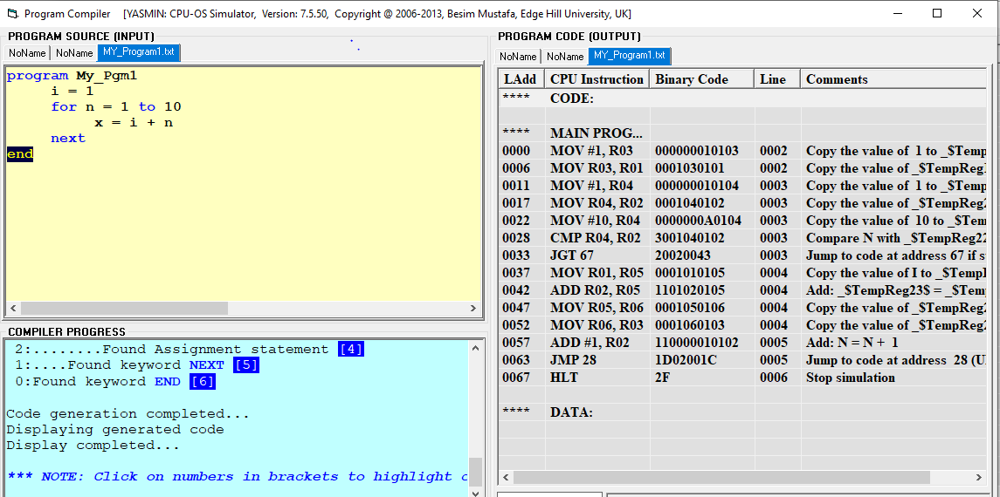 Program Compiler [YASMIN: CPU-OS Simulator, Version: 7.5.50, Copyright @ 2006-2013, Besim Mustafa, Edge Hill University, UK]
PROGRAM SOURCE (INPUT)
NoName NoName MY_Program1.txt
program My_Pgm1
i = 1
for n = 1 to 10
x = i + n
next
end
COMPILER PROGRESS
2:........Found Assignment statement [4]
1:....Found keyword NEXT [5]
0:Found keyword END [6]
Code generation completed...
Displaying generated code
Display completed...
*** NOTE: Click on numbers in brackets to highlight
PROGRAM CODE (OUTPUT)
NoName NoName MY_Program1.txt
LAdd CPU Instruction Binary Code Line Comments
**** CODE:
**** MAIN PROG...
0000 MOV #1, R03 000000010103 0002 Copy the value of 1 to _$Temp
0006 MOV R03, R01 0001030101 0002 Copy the value of _$TempReg
0011 MOV #1, R04 000000010104 0003 Copy the value of 1 to _$Temp
0017 MOV R04, R02 0001040102 0003 Copy the value of _$TempReg2
0022 MOV #10, R04 0000000A0104 0003 Copy the value of 10 to _$Tem
0028 CMP R04, R02 3001040102 0003 Compare N with _$TempReg22
0033 JGT 67 20020043 0003 Jump to code at address 67 if
0037 MOV R01, R05 0001010105 0004 Copy the value of I to _$Temp
0042 ADD R02, R05 1101020105 0004 Add: _$TempReg23$ = _$Tem
0047 MOV R05, R06 0001050106 0004 Copy the value of _$TempReg2
0052 MOV R06, R03 0001060103 0004 Copy the value of _$TempReg2
0057 ADD #1, R02 110000010102 0005 Add: N = N + 1
0063 JMP 28 1D02001C 0005 Jump to code at address 28 (U
0067 HLT 2F 0006 Stop simulation
**** DATA: